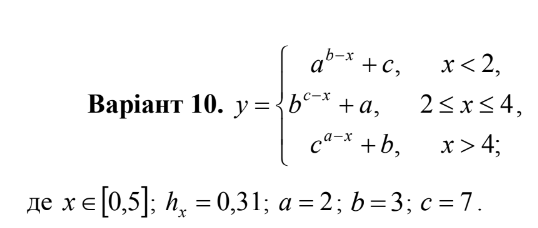 Варіант 10. y = { a^{b−x} + c, x < 2,
b^{c−x} + a, 2 ≤ x ≤ 4,
c^{a−x} + b, x > 4;
де x ∈ [0,5]; h_x = 0,31; a = 2; b = 3; c = 7.